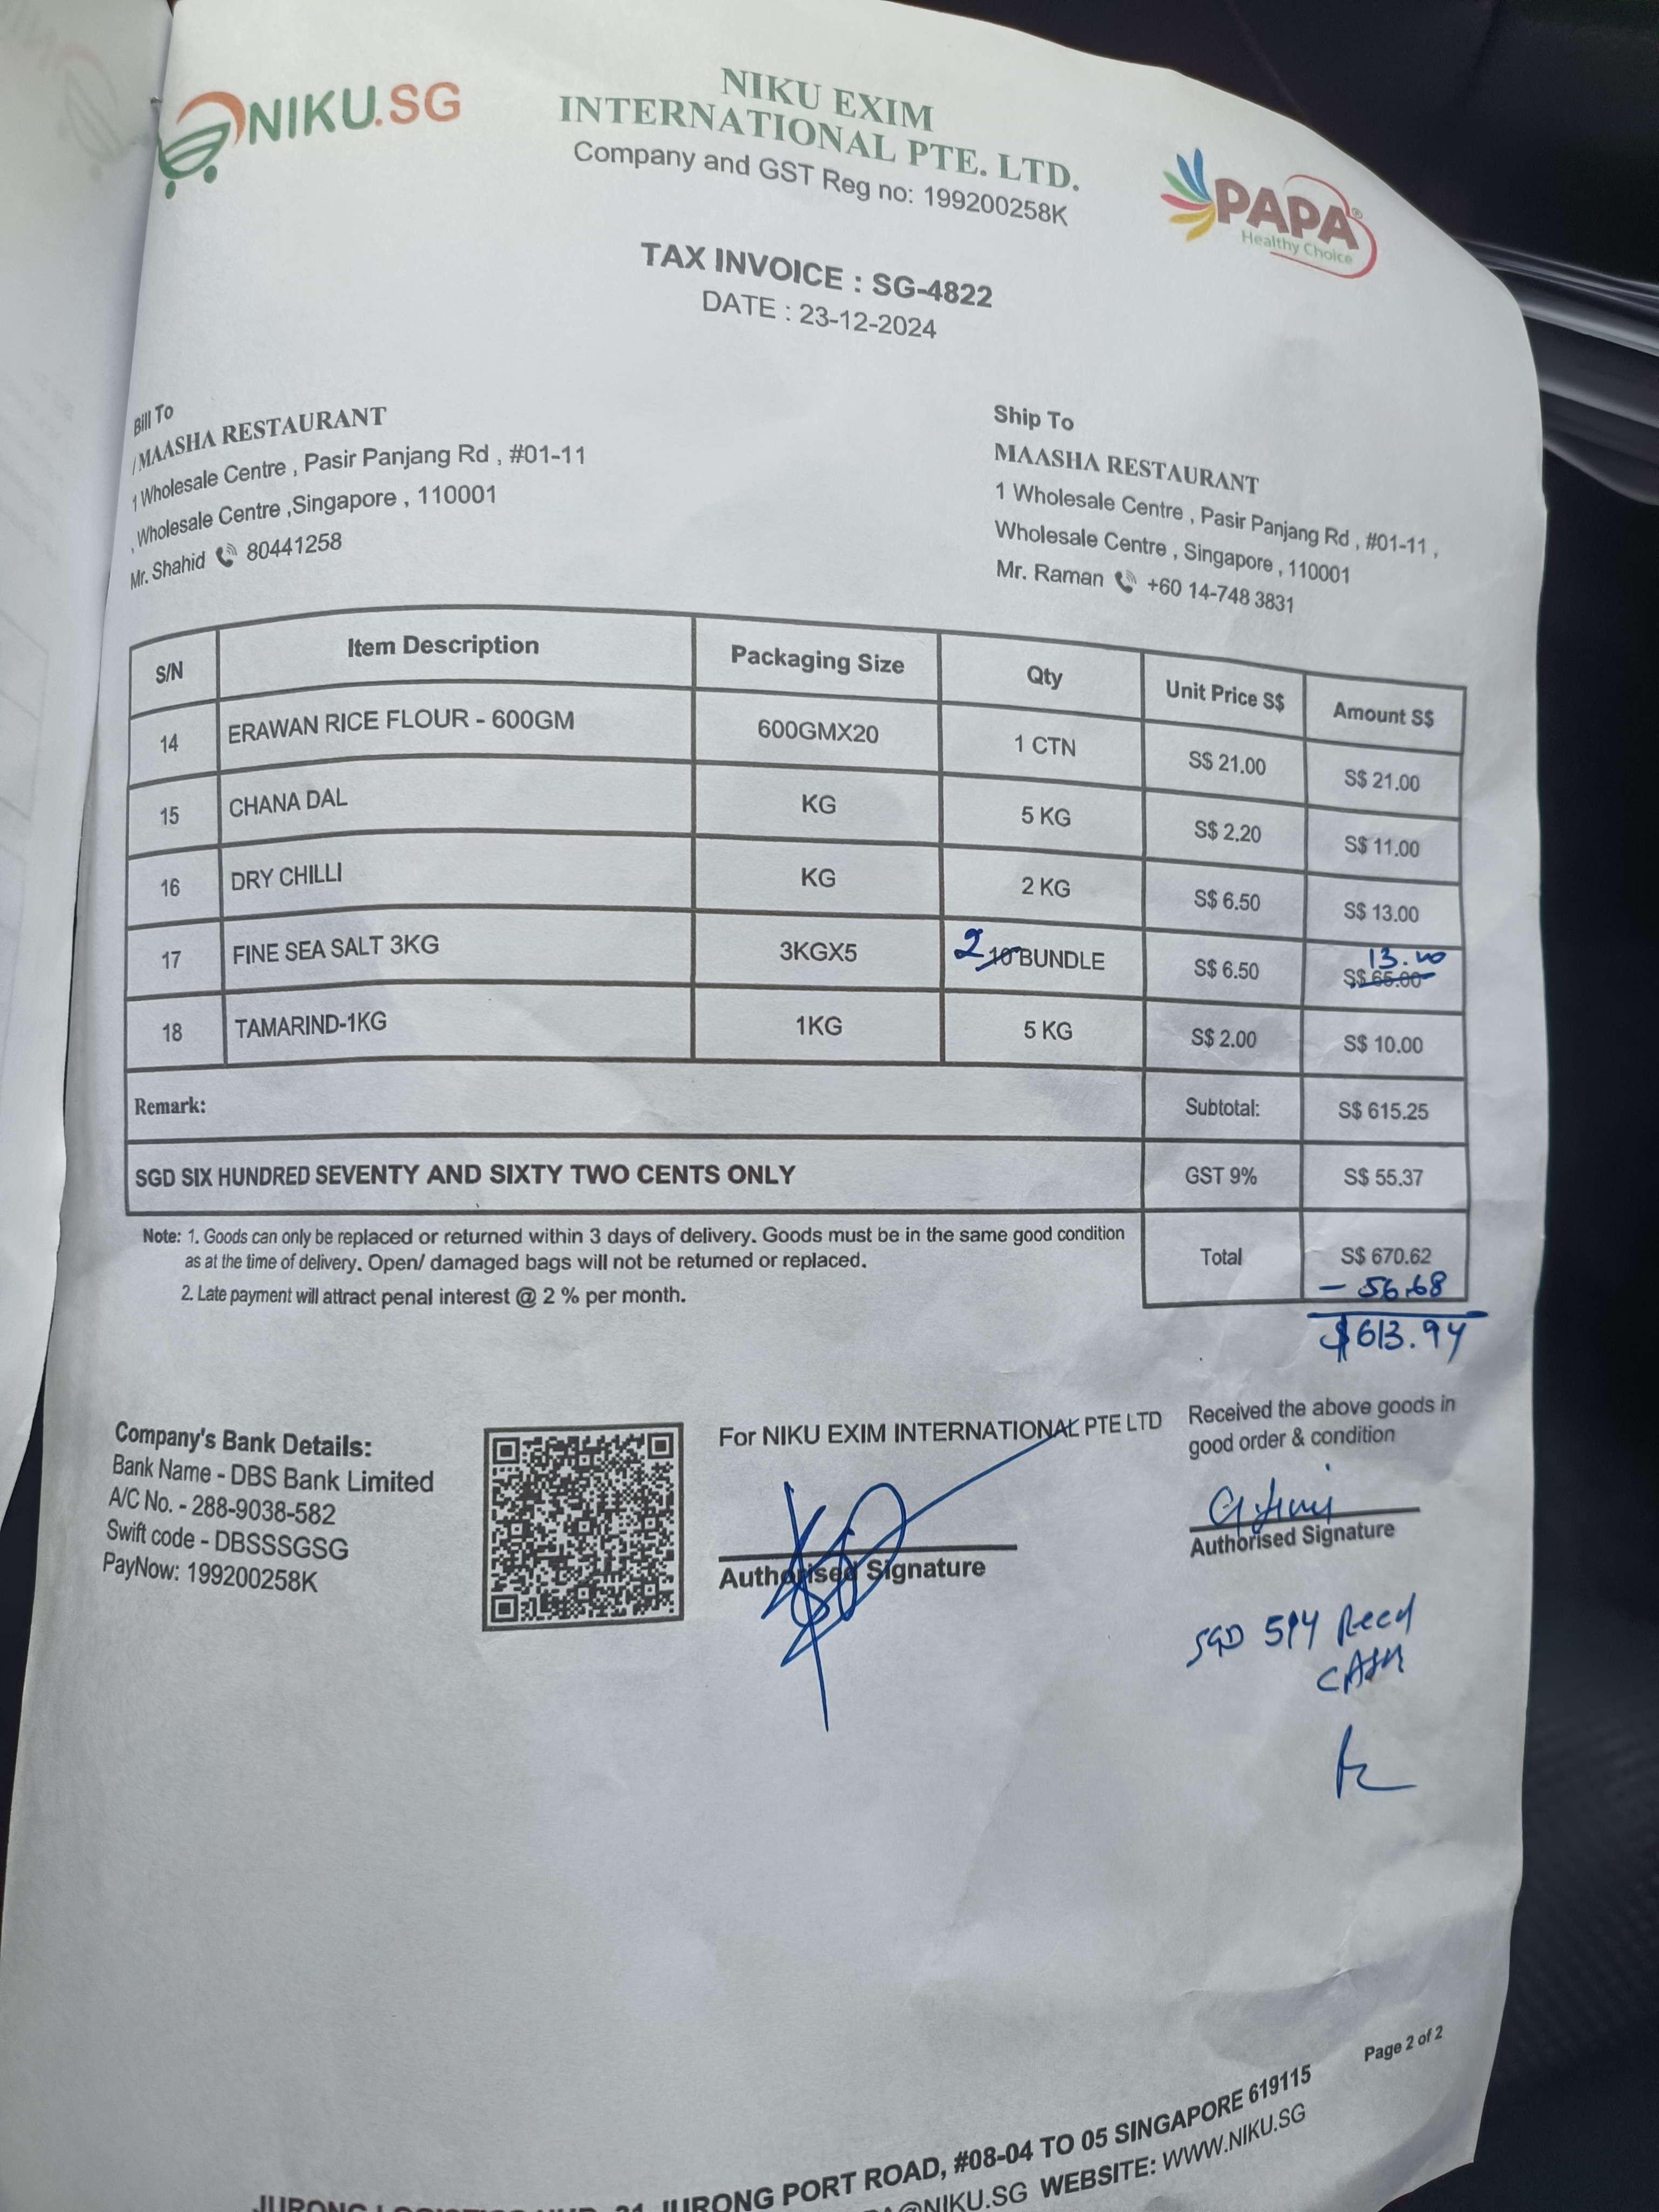 NIKU.SG
NIKU EXIM
INTERNATIONAL PTE. LTD.
Company and GST Reg no: 199200258K
PAPA®
Healthy Choice
TAX INVOICE : SG-4822
DATE : 23-12-2024
Bill To
MAASHA RESTAURANT
1 Wholesale Centre , Pasir Panjang Rd , #01-11
, Wholesale Centre ,Singapore , 110001
Mr. Shahid 80441258
Ship To
MAASHA RESTAURANT
1 Wholesale Centre , Pasir Panjang Rd , #01-11 ,
Wholesale Centre , Singapore , 110001
Mr. Raman +60 14-748 3831
S/N Item Description Packaging Size Qty Unit Price S$ Amount S$
14 ERAWAN RICE FLOUR - 600GM 600GMX20 1 CTN S$ 21.00 S$ 21.00
15 CHANA DAL KG 5 KG S$ 2.20 S$ 11.00
16 DRY CHILLI KG 2 KG S$ 6.50 S$ 13.00
17 FINE SEA SALT 3KG 3KGX5 2 10 BUNDLE S$ 6.50 13.00 S$ 65.00
18 TAMARIND-1KG 1KG 5 KG S$ 2.00 S$ 10.00
Remark: Subtotal: S$ 615.25
SGD SIX HUNDRED SEVENTY AND SIXTY TWO CENTS ONLY GST 9% S$ 55.37
Total S$ 670.62
- 56.68
$613.94
Note: 1. Goods can only be replaced or returned within 3 days of delivery. Goods must be in the same good condition
as at the time of delivery. Open/ damaged bags will not be returned or replaced.
2. Late payment will attract penal interest @ 2 % per month.
Company's Bank Details:
Bank Name - DBS Bank Limited
A/C No. - 288-9038-582
Swift code - DBSSSGSG
PayNow: 199200258K
For NIKU EXIM INTERNATIONAL PTE LTD
Authorised Signature
Received the above goods in
good order & condition
Authorised Signature
SGD Recd
CASH
Page 2 of 2
JURONG PORT ROAD, #08-04 TO 05 SINGAPORE 619115
@NIKU.SG WEBSITE: WWW.NIKU.SG